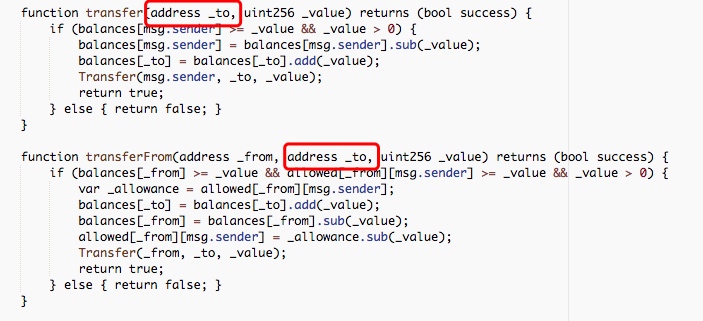 function transfer(address _to, uint256 _value) returns (bool success) {
if (balances[msg.sender] >= _value && _value > 0) {
balances[msg.sender] = balances[msg.sender].sub(_value);
balances[_to] = balances[_to].add(_value);
Transfer(msg.sender, _to, _value);
return true;
} else { return false; }
}
function transferFrom(address _from, address _to, uint256 _value) returns (bool success) {
if (balances[_from] >= _value && allowed[_from][msg.sender] >= _value && _value > 0) {
var _allowance = allowed[_from][msg.sender];
balances[_to] = balances[_to].add(_value);
balances[_from] = balances[_from].sub(_value);
allowed[_from][msg.sender] = _allowance.sub(_value);
Transfer(_from, _to, _value);
return true;
} else { return false; }
}